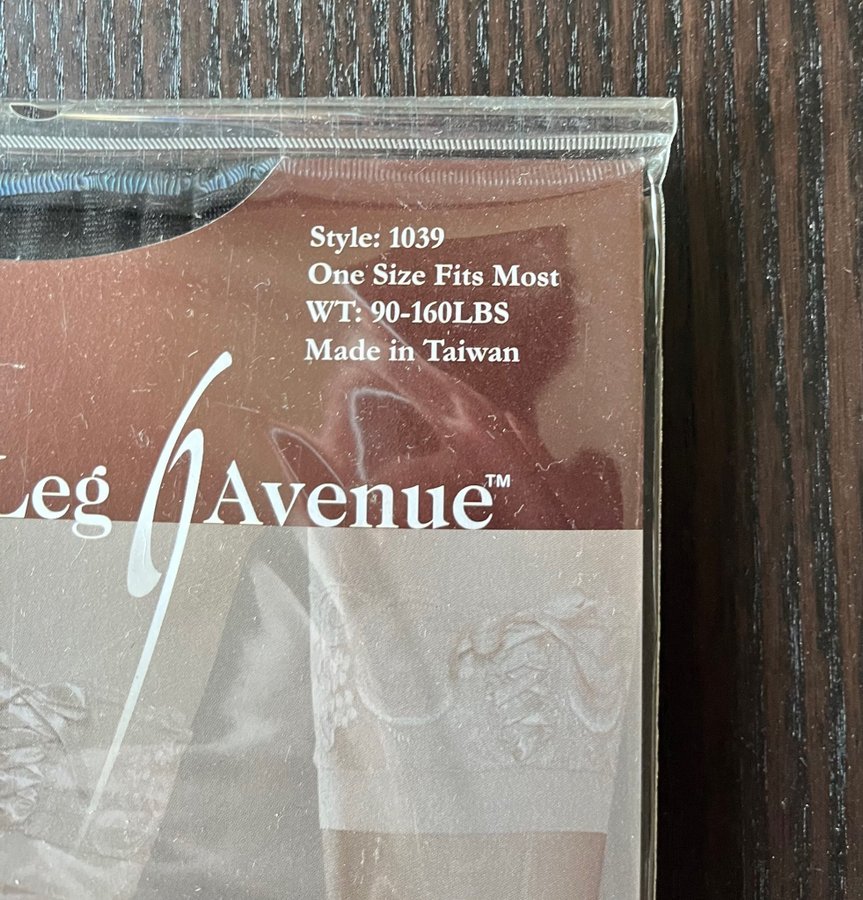 Style: 1039
One Size Fits Most
WT: 90-160LBS
Made in Taiwan
Leg Avenue™